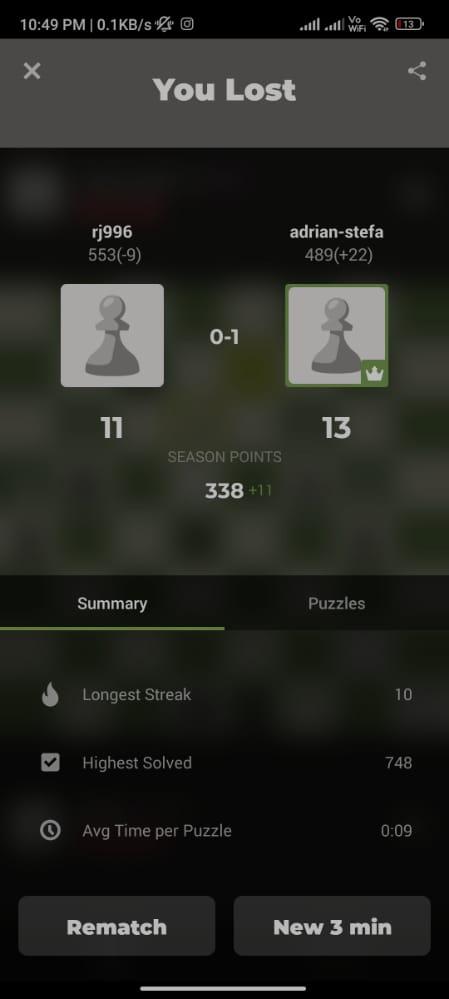 10:49 PM | 0.1KB/s
Vo
WiFi
13
You Lost
rj996
adrian-stefa
553(-9)
489(+22)
0-1
11
13
SEASON POINTS
338 +11
Summary
Puzzles
Longest Streak
10
Highest Solved
748
Avg Time per Puzzle
0:09
Rematch
New 3 min